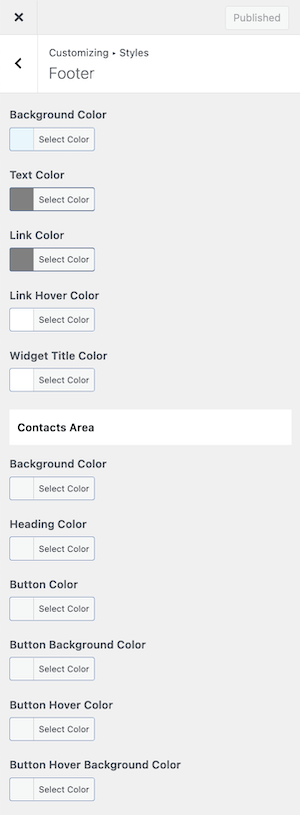 Published
Customizing • Styles
Footer
Background Color
Select Color
Text Color
Select Color
Link Color
Select Color
Link Hover Color
Select Color
Widget Title Color
Select Color
Contacts Area
Background Color
Select Color
Heading Color
Select Color
Button Color
Select Color
Button Background Color
Select Color
Button Hover Color
Select Color
Button Hover Background Color
Select Color